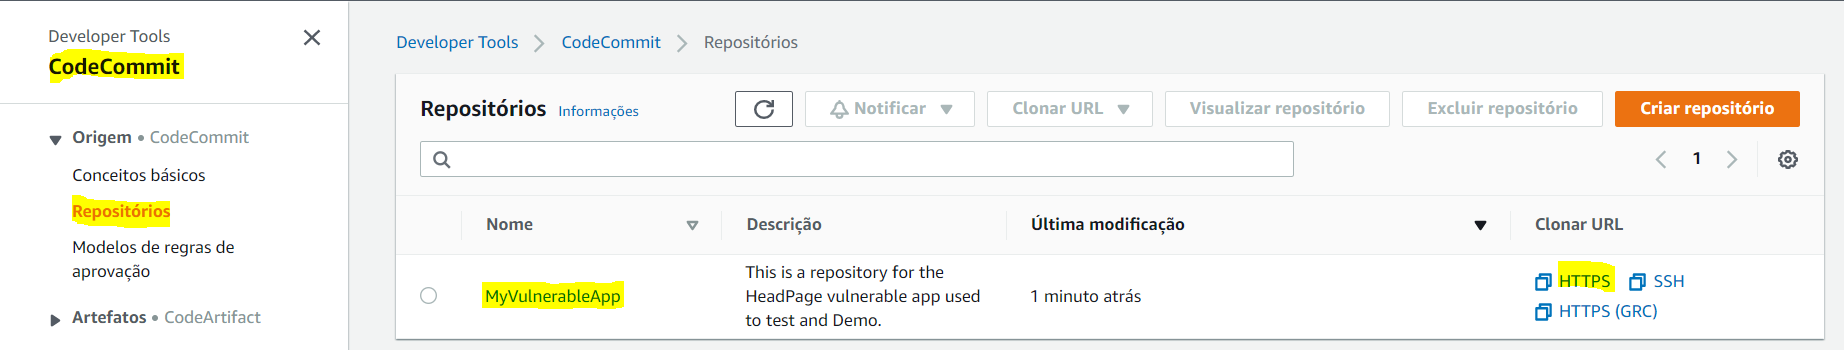 Developer Tools
CodeCommit
Origem • CodeCommit
Conceitos básicos
Repositórios
Modelos de regras de
aprovação
Artefatos • CodeArtifact
Developer Tools CodeCommit Repositórios
Repositórios Informações Notificar Clonar URL Visualizar repositório Excluir repositório Criar repositório
1
Nome Descrição Última modificação Clonar URL
MyVulnerableApp
This is a repository for the
HeadPage vulnerable app used
to test and Demo.
1 minuto atrás
HTTPS SSH
HTTPS (GRC)